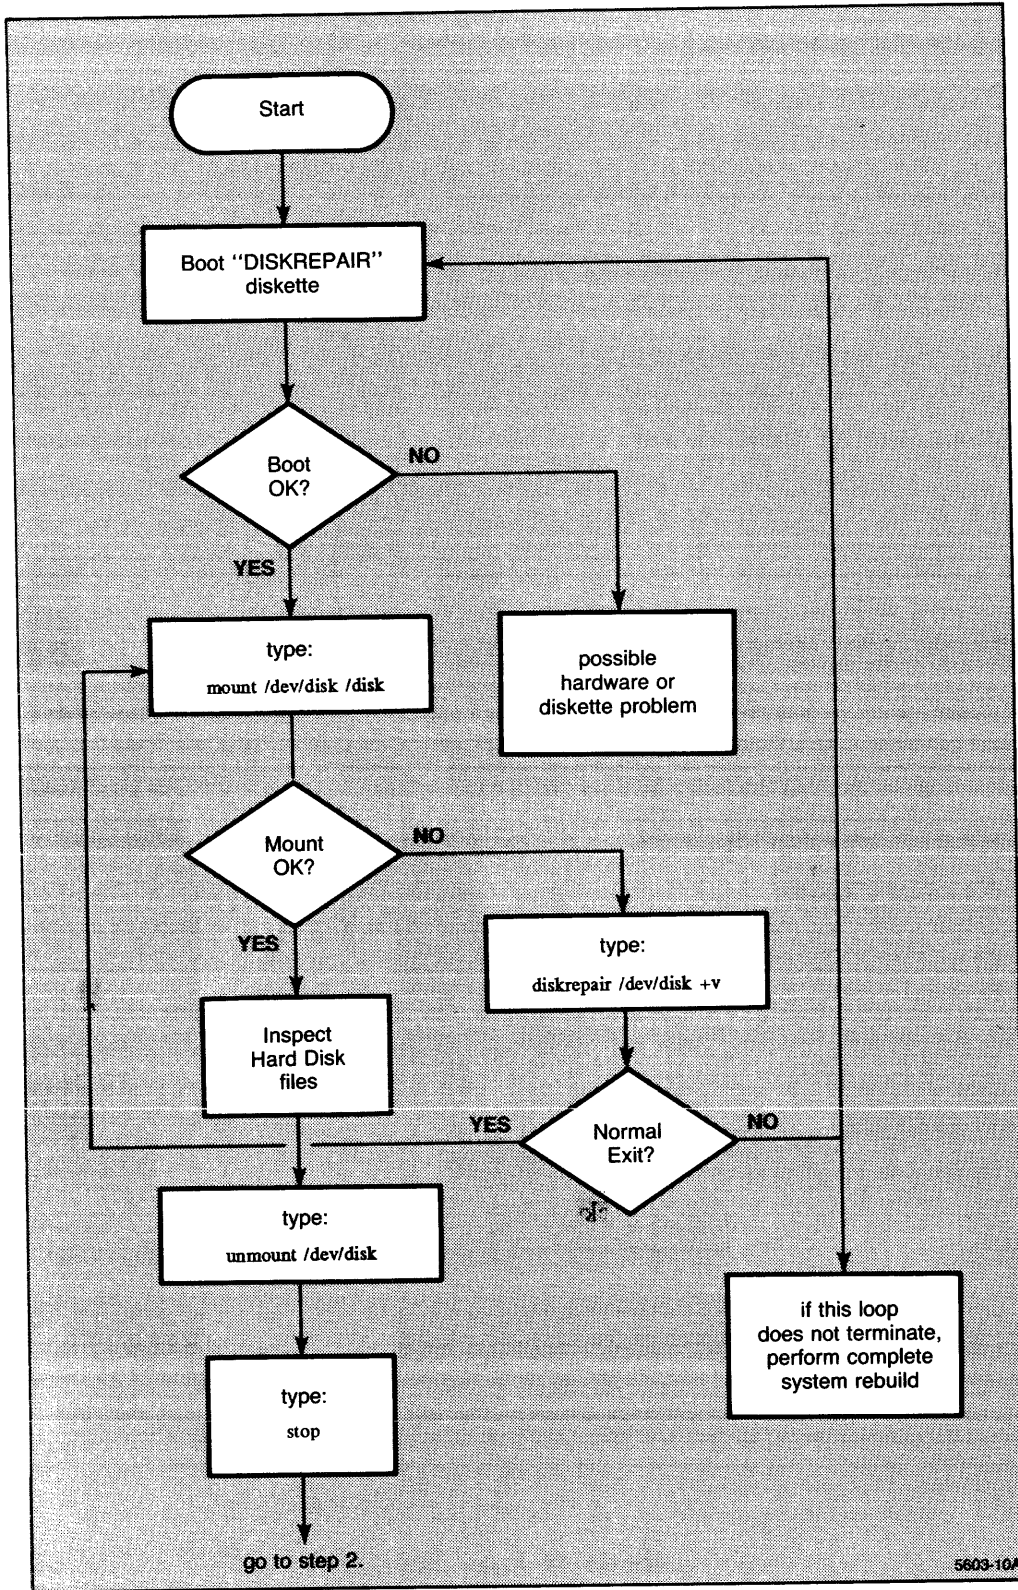 Start
Boot "DISKREPAIR"
diskette
Boot
OK?
NO
YES
type:
mount /dev/disk /disk
possible
hardware or
diskette problem
Mount
OK?
NO
YES
type:
diskrepair /dev/disk +v
Inspect
Hard Disk
files
Normal
Exit?
YES
NO
type:
unmount /dev/disk
if this loop
does not terminate,
perform complete
system rebuild
type:
stop
go to step 2.
5603-10A